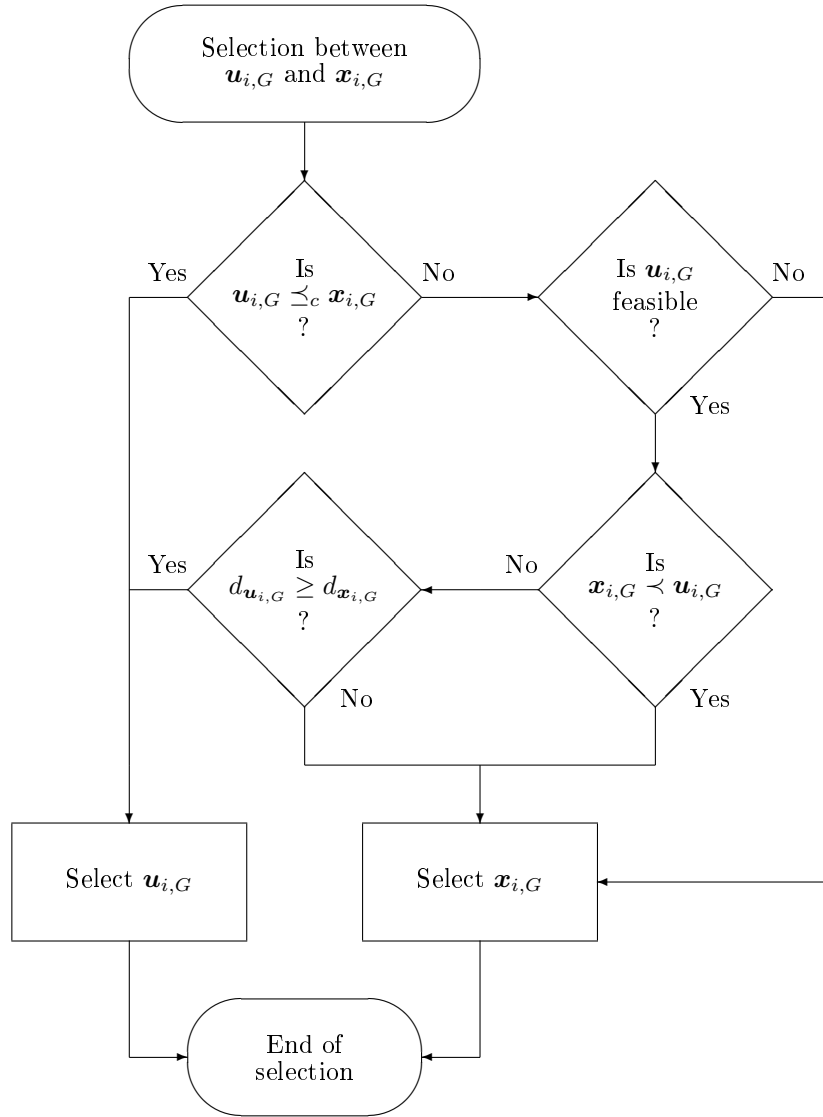 Selection between
u_{i,G} and x_{i,G}
Yes
Is
u_{i,G} ⪯_c x_{i,G}
?
No
Is u_{i,G}
feasible
?
No
Yes
Yes
Is
d_{u_{i,G}} ≥ d_{x_{i,G}}
?
No
No
Is
x_{i,G} ≺ u_{i,G}
?
Yes
Select u_{i,G}
Select x_{i,G}
End of
selection